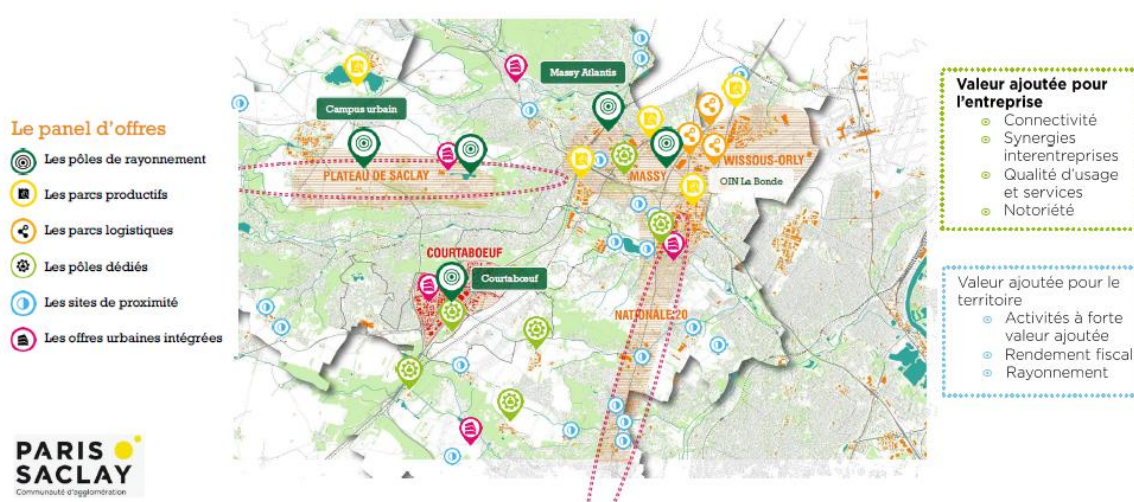 Le panel d'offres
Les pôles de rayonnement
Les parcs productifs
Les parcs logistiques
Les pôles dédiés
Les sites de proximité
Les offres urbaines intégrées
PARIS
SACLAY
Communauté d'agglomération
Massy Atlantis
Campus urbain
PLATEAU DE SACLAY
MASSY
WISSOUS-ORLY
OIN La Bonde
COURTABOEUF
Courtabœuf
NATIONALE 20
Valeur ajoutée pour
l'entreprise
Connectivité
Synergies
interentreprises
Qualité d'usage
et services
Notoriété
Valeur ajoutée pour le
territoire
Activités à forte
valeur ajoutée
Rendement fiscal
Rayonnement